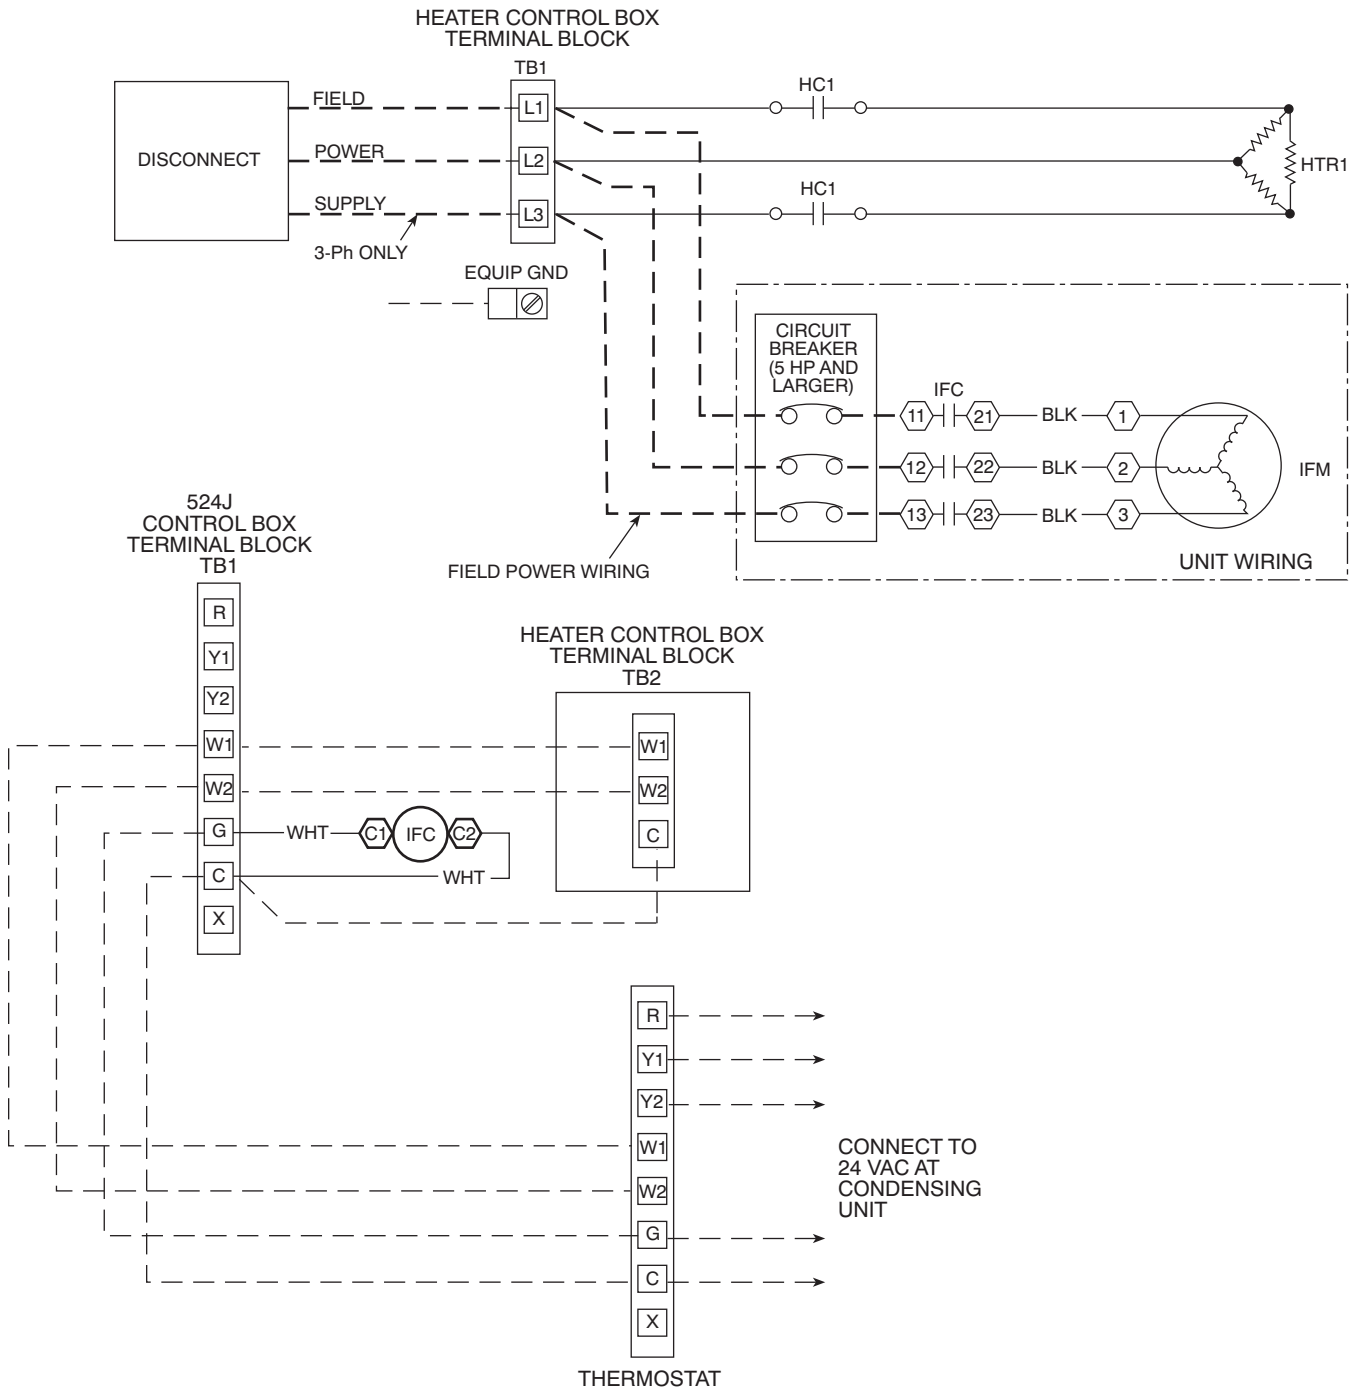 HEATER CONTROL BOX
TERMINAL BLOCK
TB1
DISCONNECT
FIELD
POWER
SUPPLY
3-Ph ONLY
L1
L2
L3
HC1
HC1
HTR1
EQUIP GND
CIRCUIT
BREAKER
(5 HP AND
LARGER)
IFC
11 21 BLK 1
12 22 BLK 2
13 23 BLK 3
IFM
UNIT WIRING
FIELD POWER WIRING
524J
CONTROL BOX
TERMINAL BLOCK
TB1
R
Y1
Y2
W1
W2
G
C
X
WHT C1 IFC C2
WHT
HEATER CONTROL BOX
TERMINAL BLOCK
TB2
W1
W2
C
R
Y1
Y2
W1
W2
G
C
X
CONNECT TO
24 VAC AT
CONDENSING
UNIT
THERMOSTAT